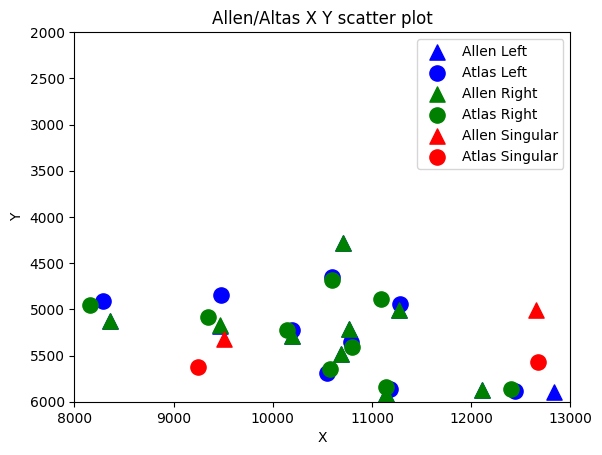 Allen/Altas X Y scatter plot
2000
2500
3000
3500
4000
4500
5000
5500
6000
Y
Allen Left
Atlas Left
Allen Right
Atlas Right
Allen Singular
Atlas Singular
8000 9000 10000 11000 12000 13000
X